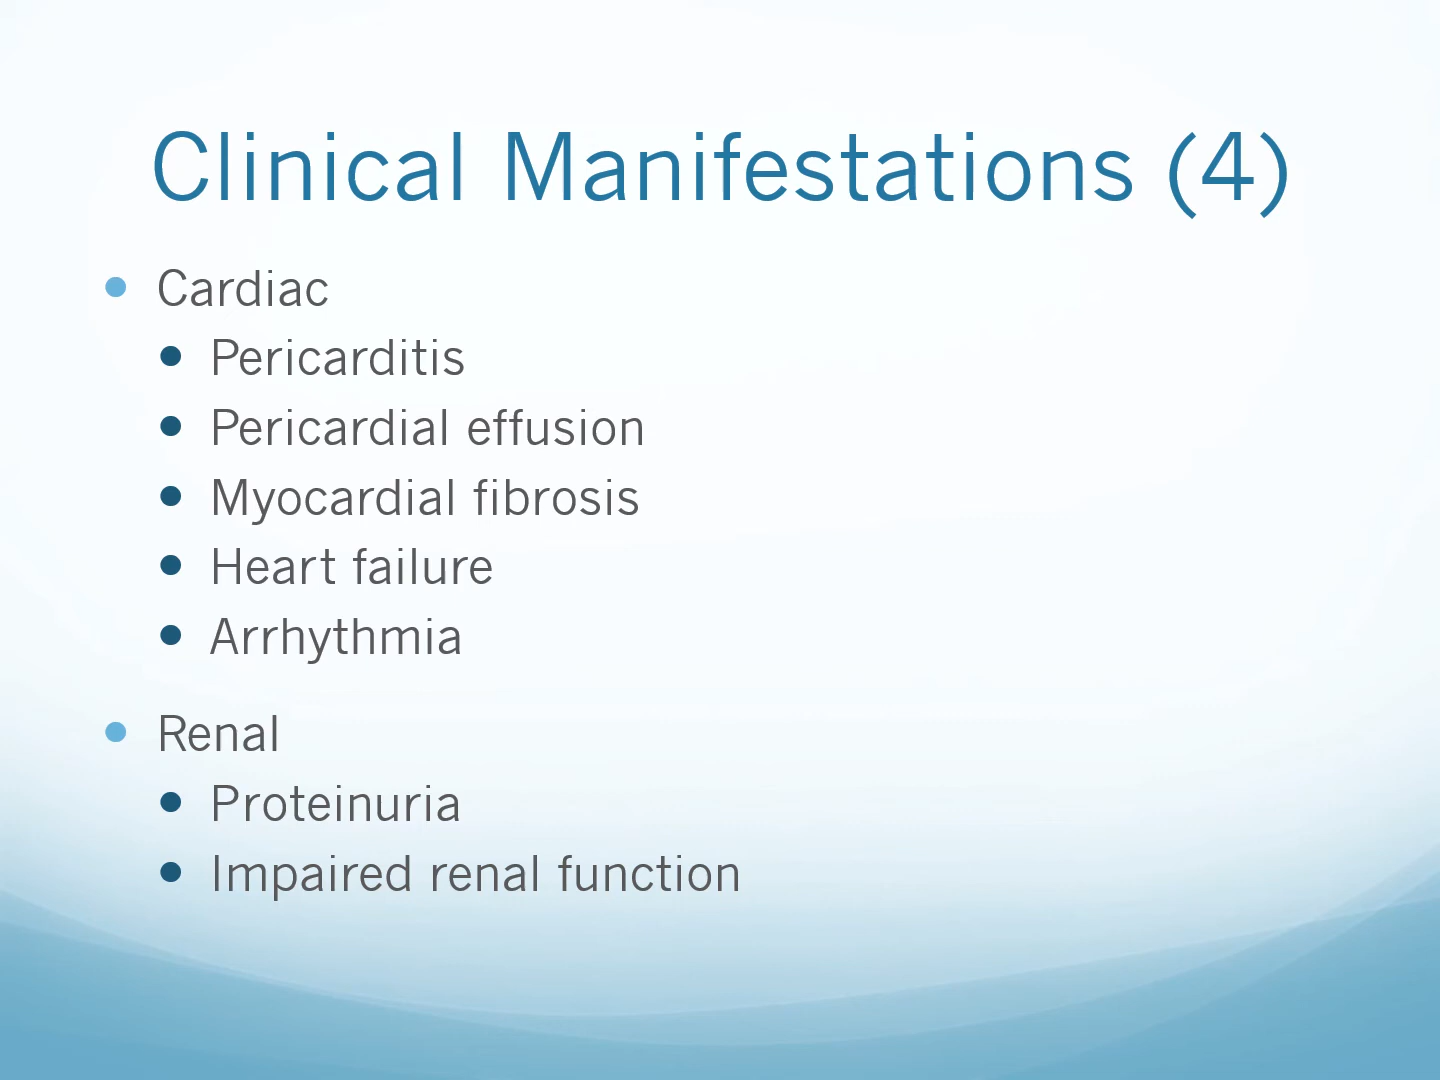 Clinical Manifestations (4)
Cardiac
Pericarditis
Pericardial effusion
Myocardial fibrosis
Heart failure
Arrhythmia
Renal
Proteinuria
Impaired renal function